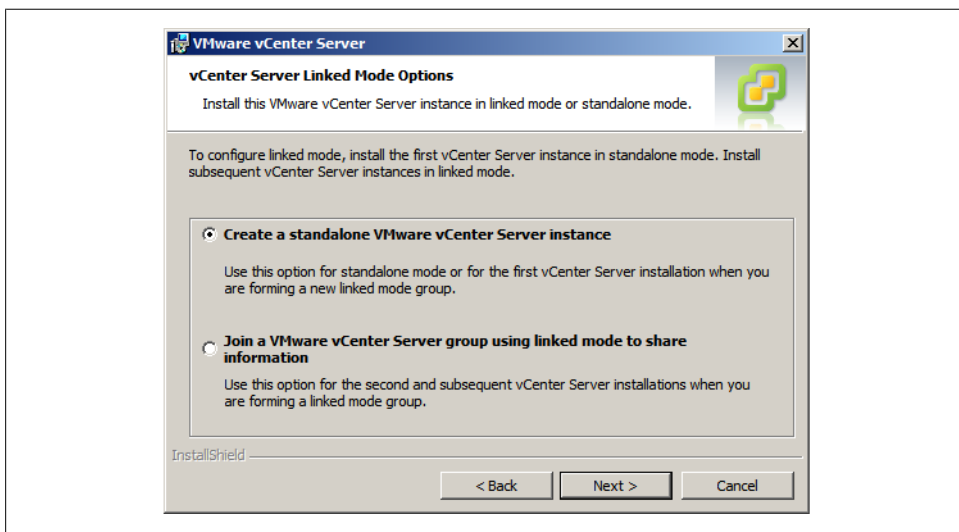 VMware vCenter Server
vCenter Server Linked Mode Options
Install this VMware vCenter Server instance in linked mode or standalone mode.
To configure linked mode, install the first vCenter Server instance in standalone mode. Install
subsequent vCenter Server instances in linked mode.
Create a standalone VMware vCenter Server instance
Use this option for standalone mode or for the first vCenter Server installation when you
are forming a new linked mode group.
Join a VMware vCenter Server group using linked mode to share
information
Use this option for the second and subsequent vCenter Server installations when you
are forming a linked mode group.
InstallShield
< Back
Next >
Cancel